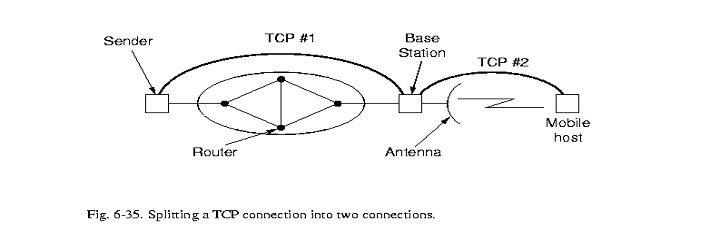 Sender
TCP #1
Base
Station
TCP #2
Router
Antenna
Mobile
host
Fig. 6-35. Splitting a TCP connection into two connections.